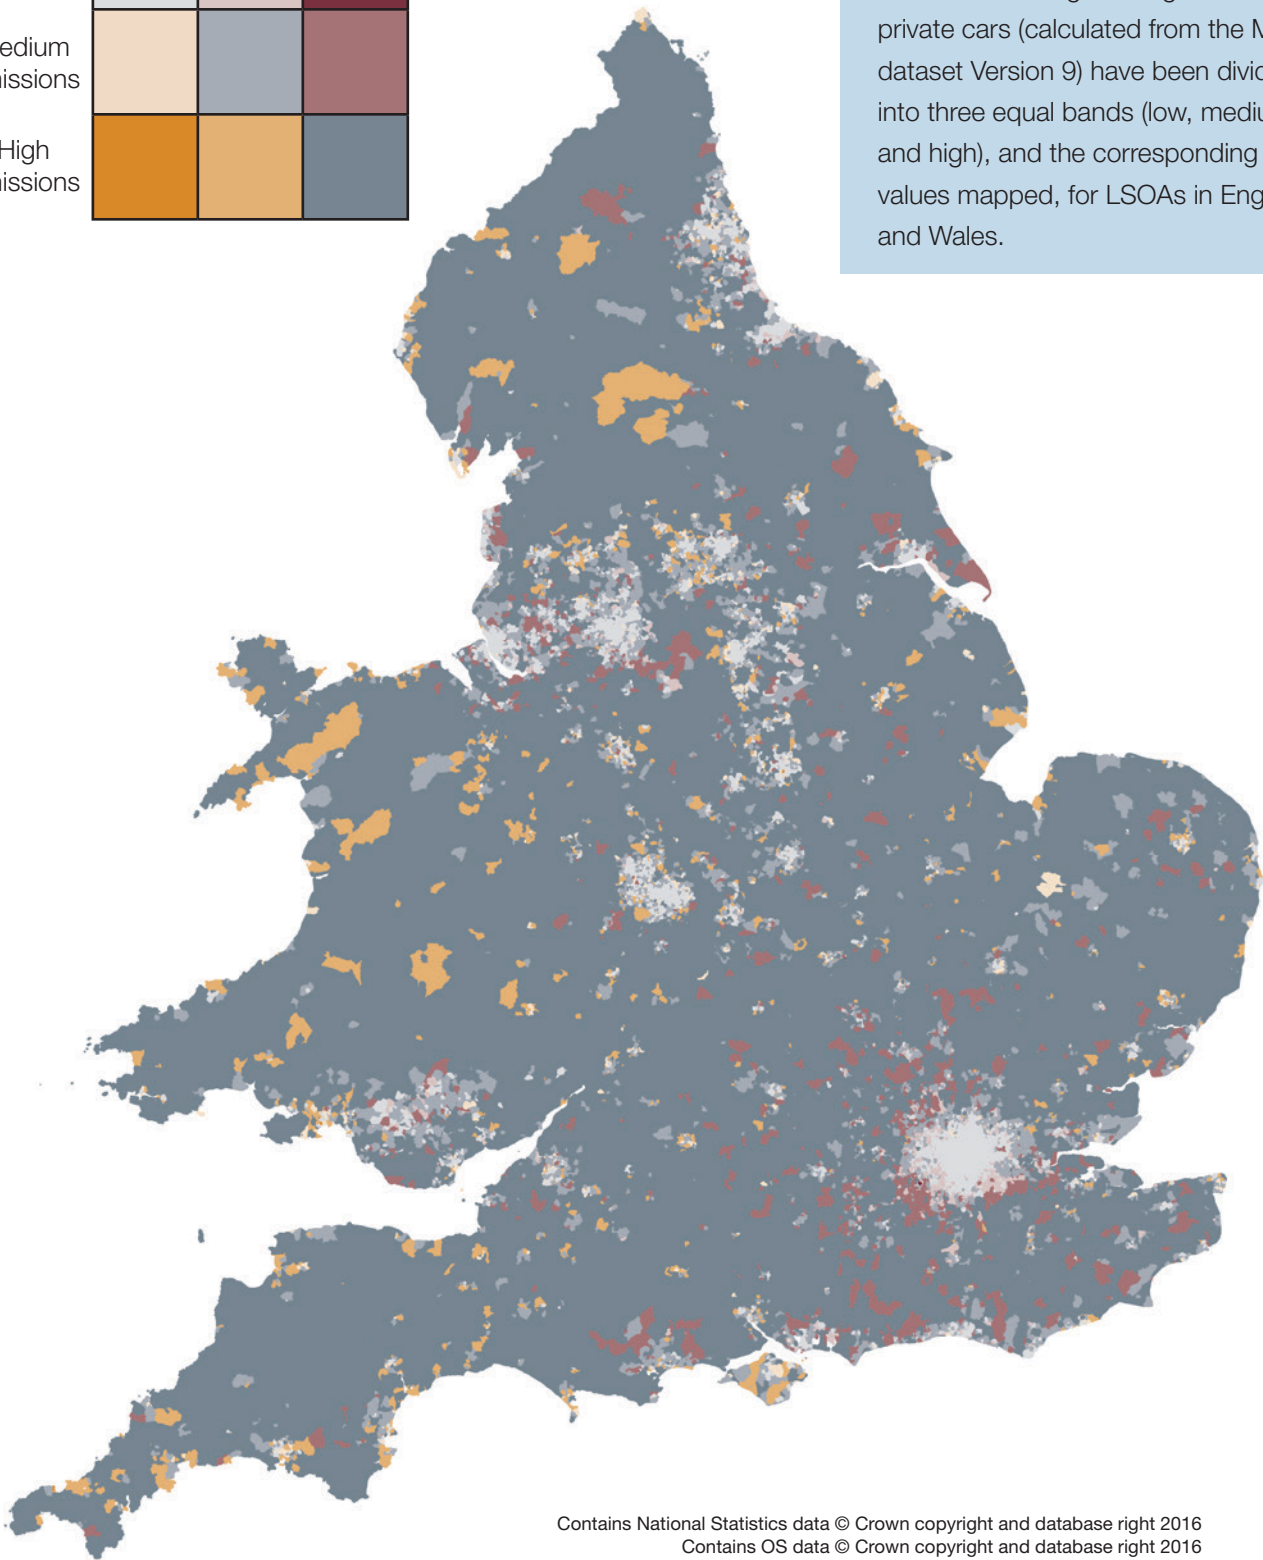 edium
issions
High
issions
private cars (calculated from the M
dataset Version 9) have been divid
into three equal bands (low, mediu
and high), and the corresponding
values mapped, for LSOAs in Eng
and Wales.
Contains National Statistics data © Crown copyright and database right 2016
Contains OS data © Crown copyright and database right 2016